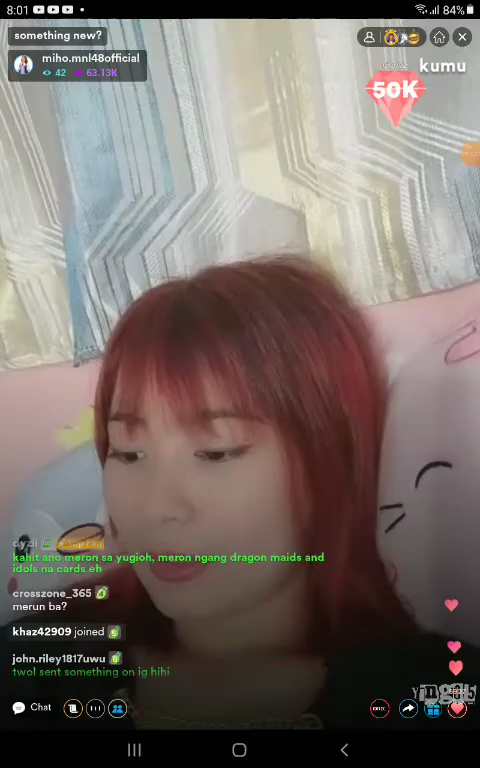 8:01
84%
something new?
miho.mnl48official
42 63.13K
kumu
50K
kahit ano meron sa yugioh, meron ngang dragon maids and
idols na cards eh
crosszone_365
merun ba?
khaz42909 joined
john.riley1817uwu
twol sent something on ig hihi
Chat